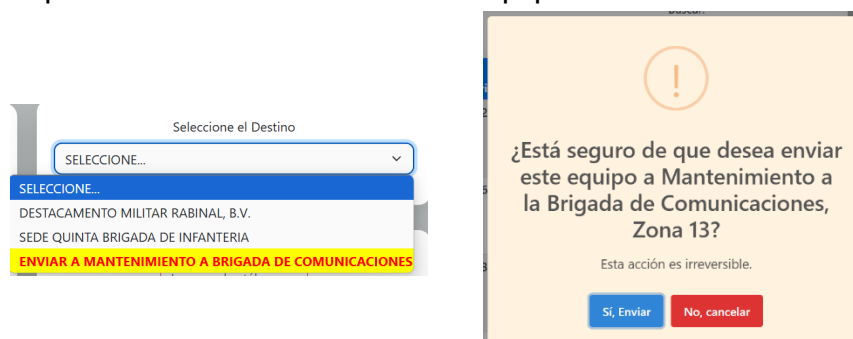 Seleccione el Destino
SELECCIONE...
SELECCIONE...
DESTACAMENTO MILITAR RABINAL, B.V.
SEDE QUINTA BRIGADA DE INFANTERIA
ENVIAR A MANTENIMIENTO A BRIGADA DE COMUNICACIONES
!
¿Está seguro de que desea enviar
este equipo a Mantenimiento a
la Brigada de Comunicaciones,
Zona 13?
Esta acción es irreversible.
Sí, Enviar
No, cancelar